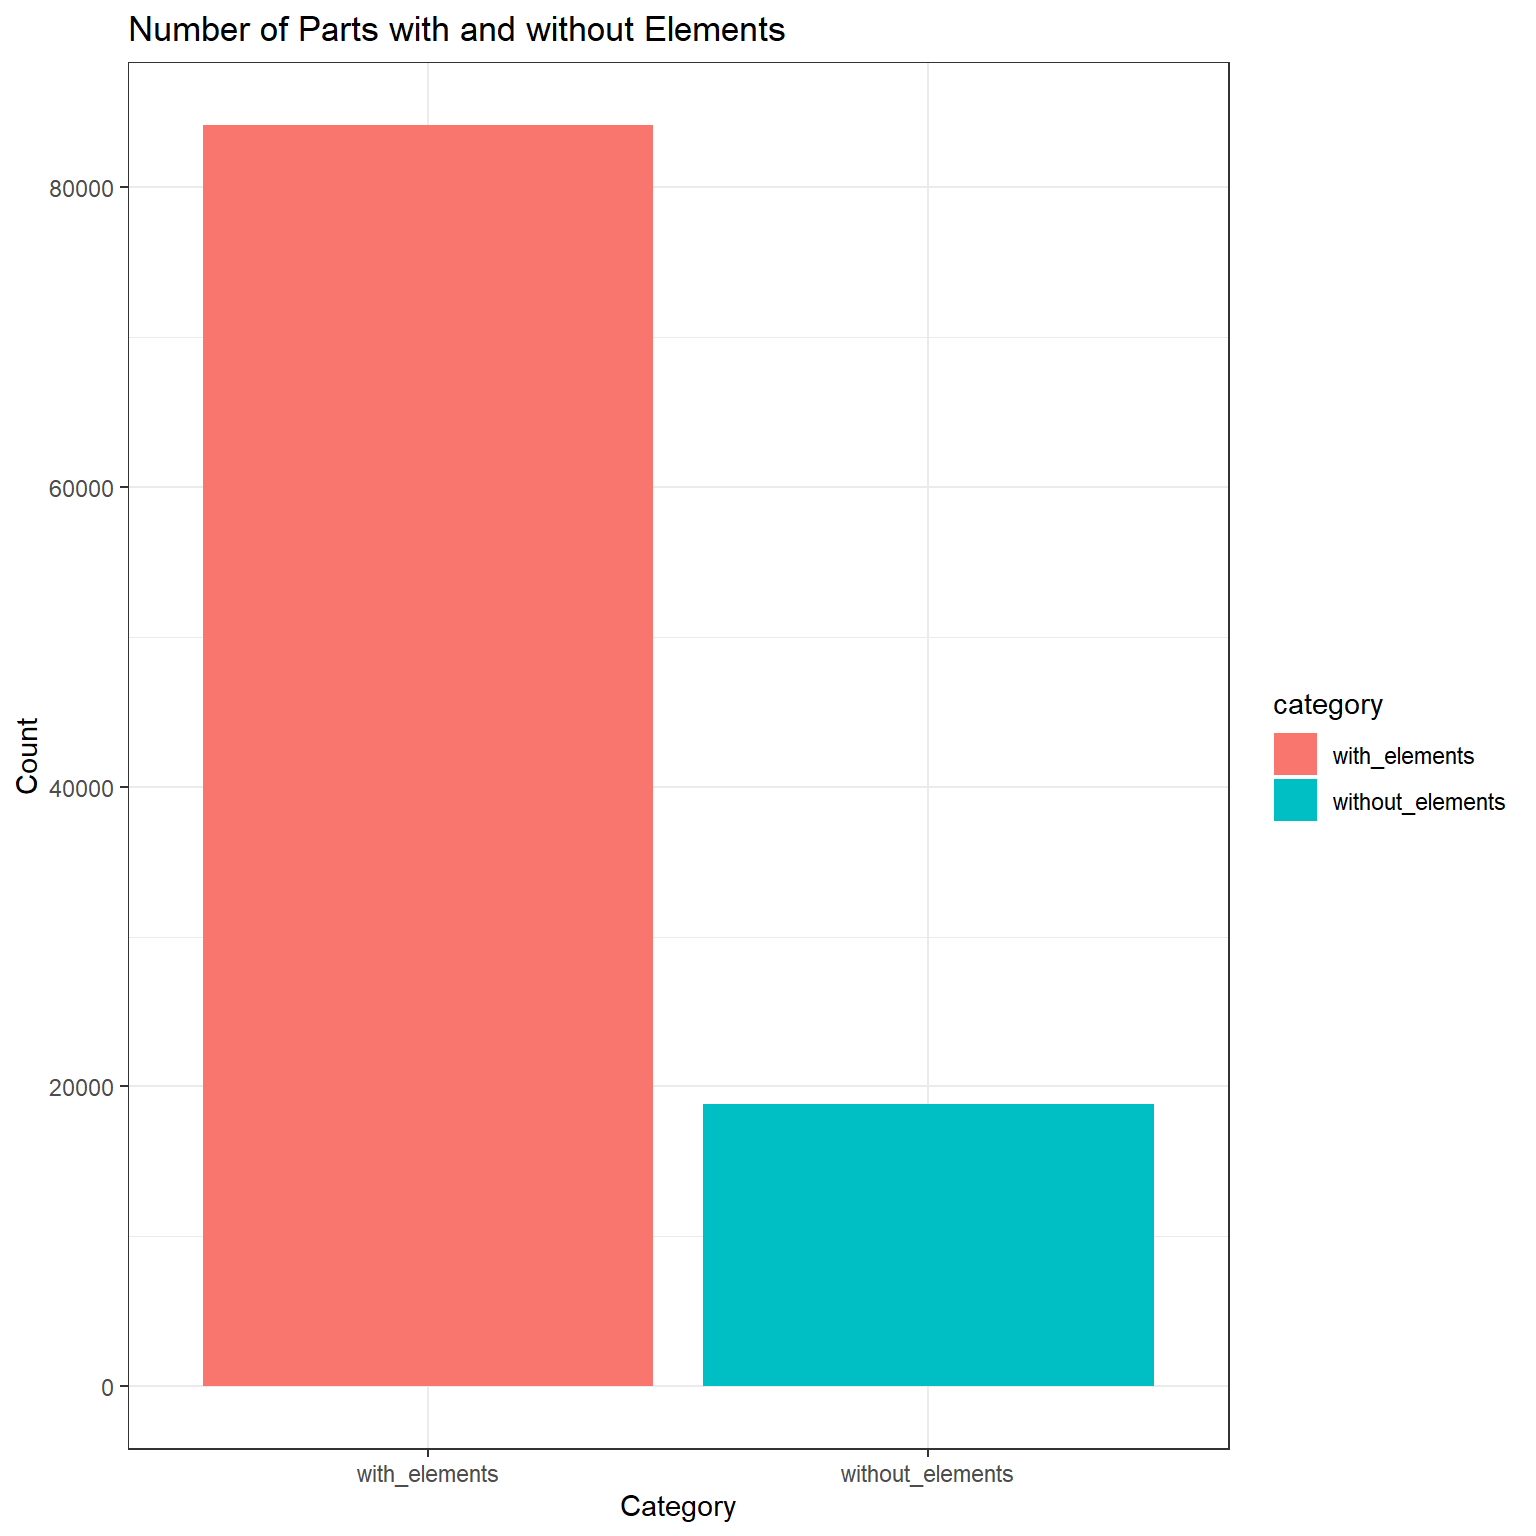 Number of Parts with and without Elements
Count
80000
60000
40000
20000
0
with_elements
without_elements
Category
category
with_elements
without_elements